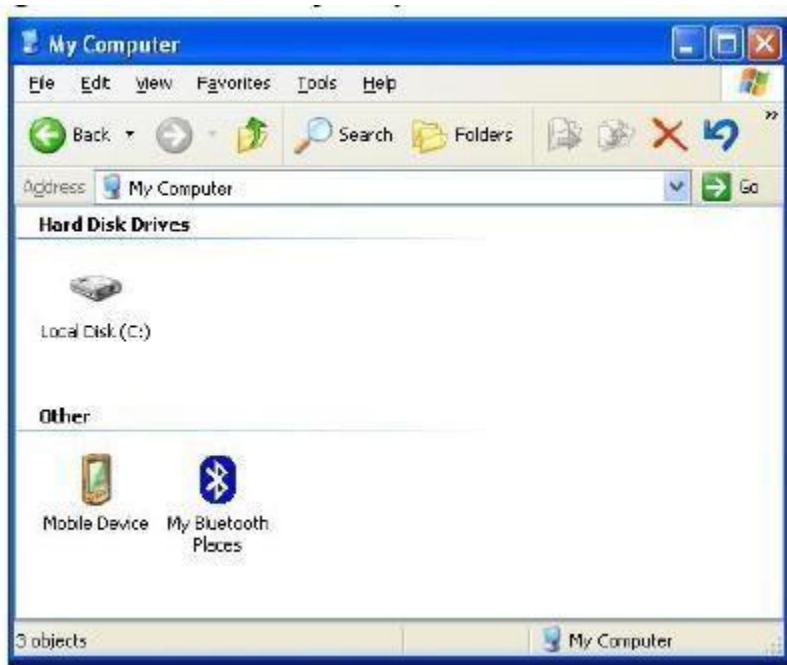 My Computer
File Edit View Favorites Tools Help
Back Search Folders »
Address My Computer Go
Hard Disk Drives
Local Disk (C:)
Other
Mobile Device My Bluetooth
Places
3 objects My Computer